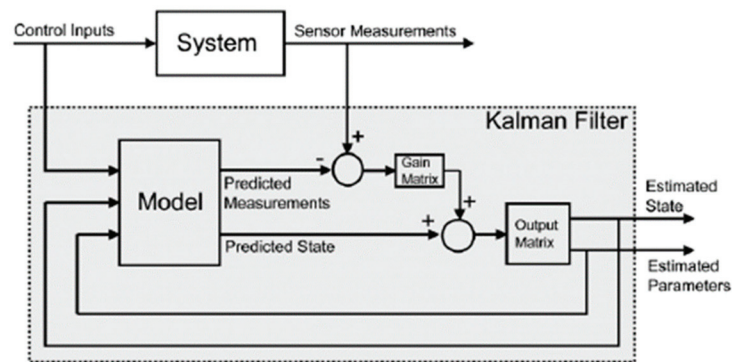 Control Inputs
System
Sensor Measurements
Kalman Filter
+
-
Gain
Matrix
Model
Predicted
Measurements
+
+
Predicted State
Output
Matrix
Estimated
State
Estimated
Parameters